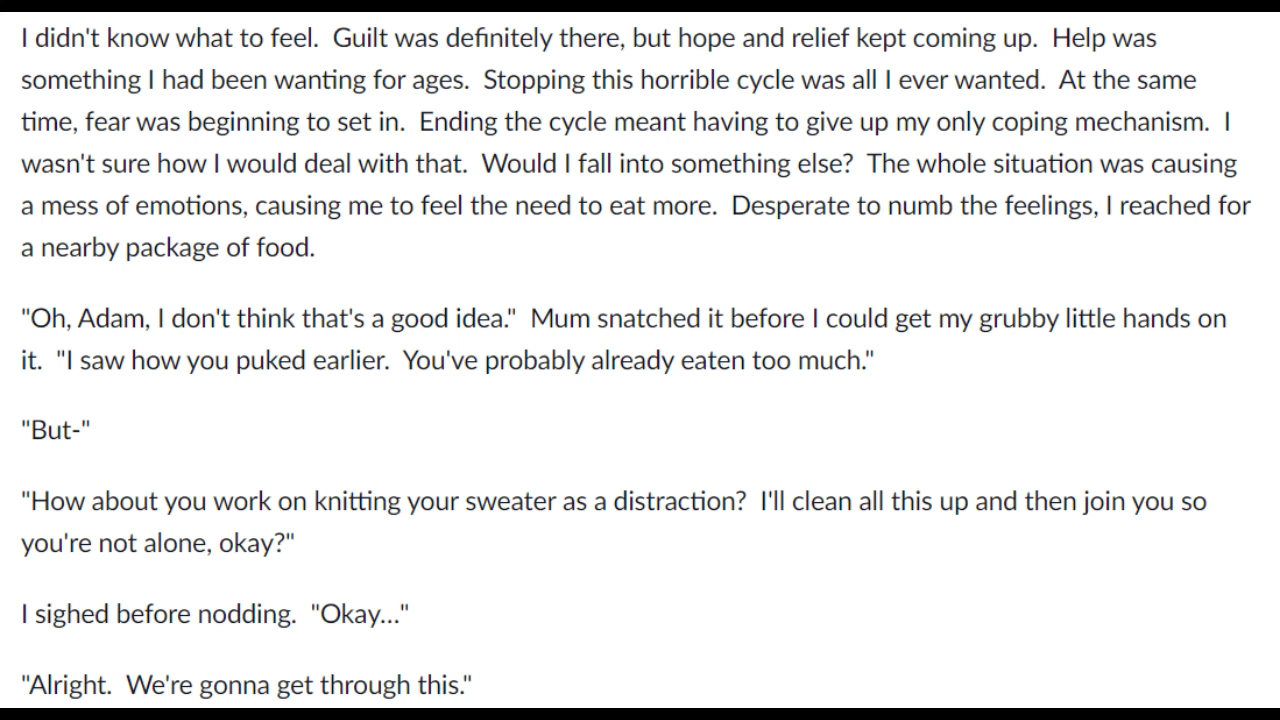 I didn't know what to feel.  Guilt was definitely there, but hope and relief kept coming up.  Help was
something I had been wanting for ages.  Stopping this horrible cycle was all I ever wanted.  At the same
time, fear was beginning to set in.  Ending the cycle meant having to give up my only coping mechanism.  I
wasn't sure how I would deal with that.  Would I fall into something else?  The whole situation was causing
a mess of emotions, causing me to feel the need to eat more.  Desperate to numb the feelings, I reached for
a nearby package of food.
"Oh, Adam, I don't think that's a good idea."  Mum snatched it before I could get my grubby little hands on
it.  "I saw how you puked earlier.  You've probably already eaten too much."
"But-"
"How about you work on knitting your sweater as a distraction?  I'll clean all this up and then join you so
you're not alone, okay?"
I sighed before nodding.  "Okay..."
"Alright.  We're gonna get through this."